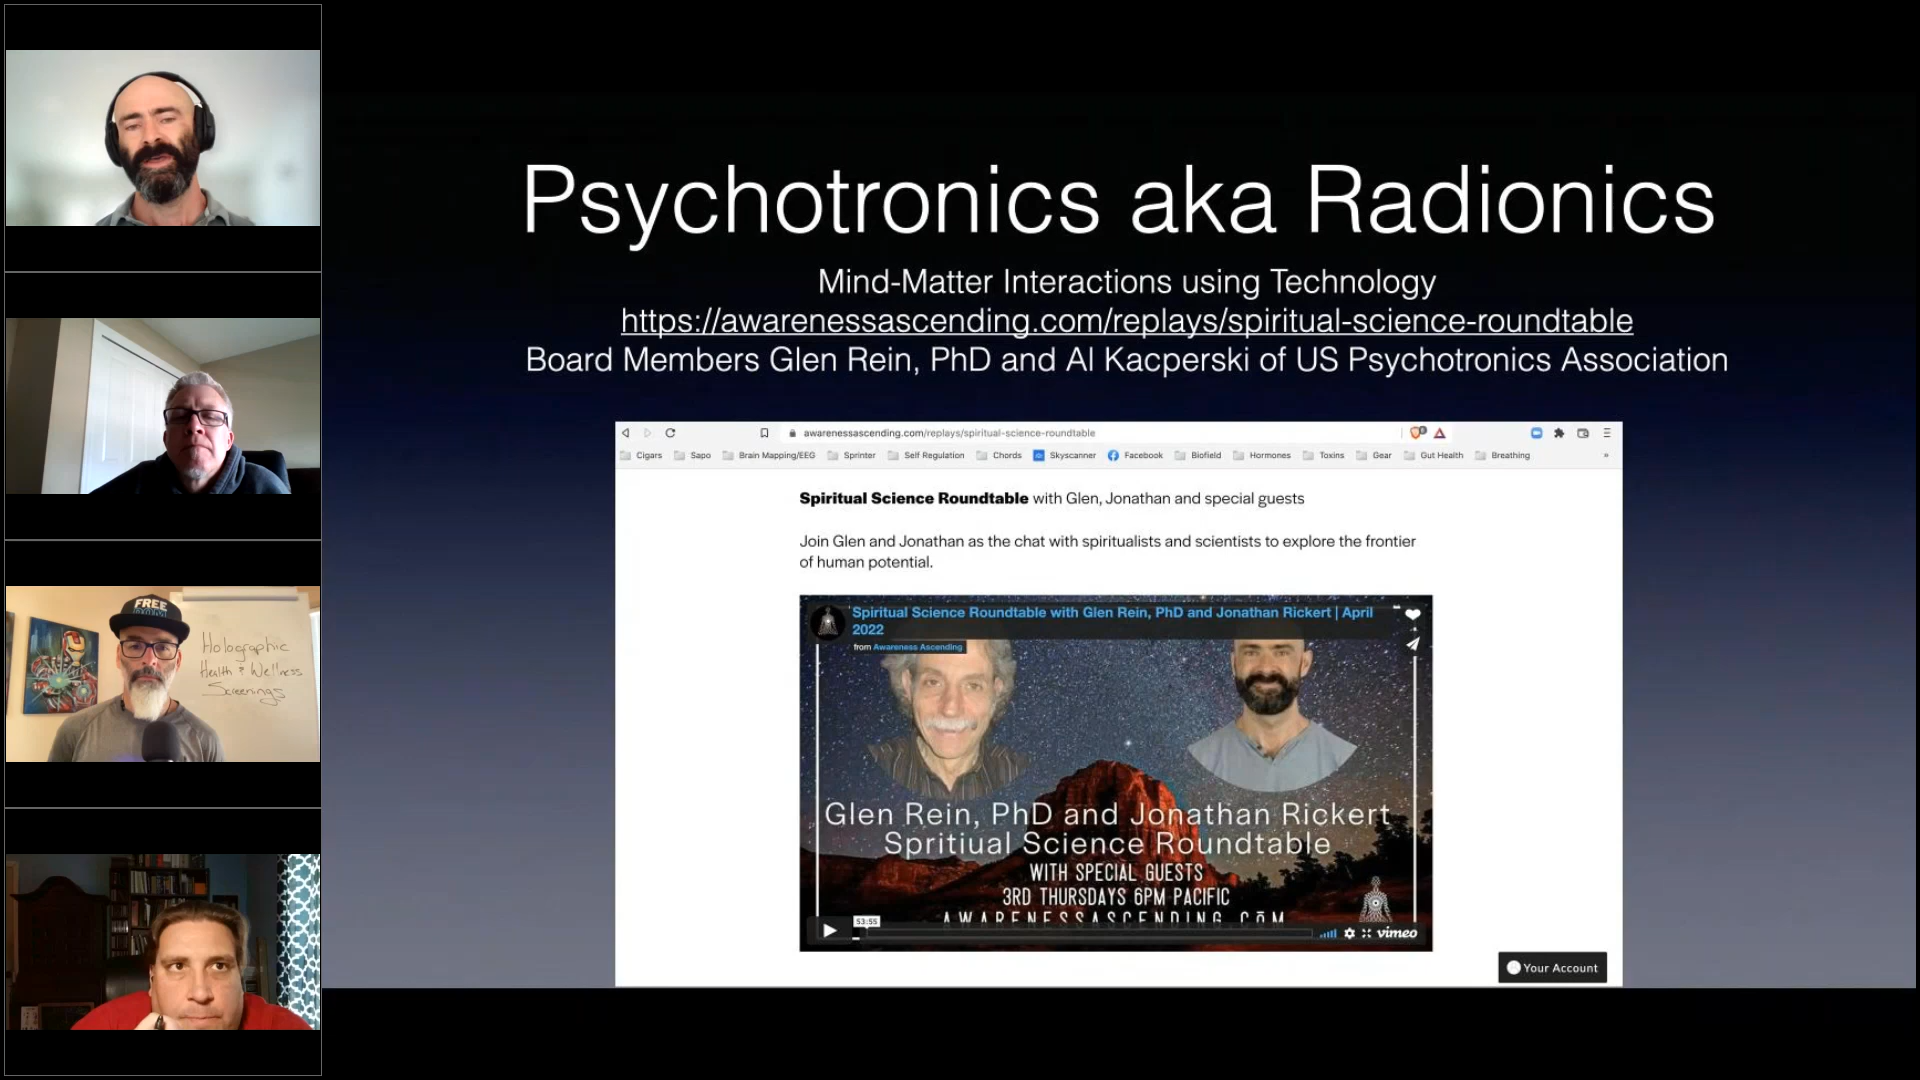 FREE
Holographic
Health & Wellness
Screenings
Psychotronics aka Radionics
Mind-Matter Interactions using Technology
https://awarenessascending.com/replays/spiritual-science-roundtable
Board Members Glen Rein, PhD and Al Kacperski of US Psychotronics Association
awarenessascending.com/replays/spiritual-science-roundtable
Cigars Sapo Brain Mapping/EEG Sprinter Self Regulation Chords Skyscanner Facebook Biofield Hormones Toxins Gear Gut Health Breathing »
Spiritual Science Roundtable with Glen, Jonathan and special guests
Join Glen and Jonathan as the chat with spiritualists and scientists to explore the frontier
of human potential.
Spiritual Science Roundtable with Glen Rein, PhD and Jonathan Rickert | April
2022
from Awareness Ascending
Glen Rein, PhD and Jonathan Rickert
Spritiual Science Roundtable
WITH SPECIAL GUESTS
3RD THURSDAYS 6PM PACIFIC
AWARENESSASCENDING.COM
53:55
vimeo
Your Account